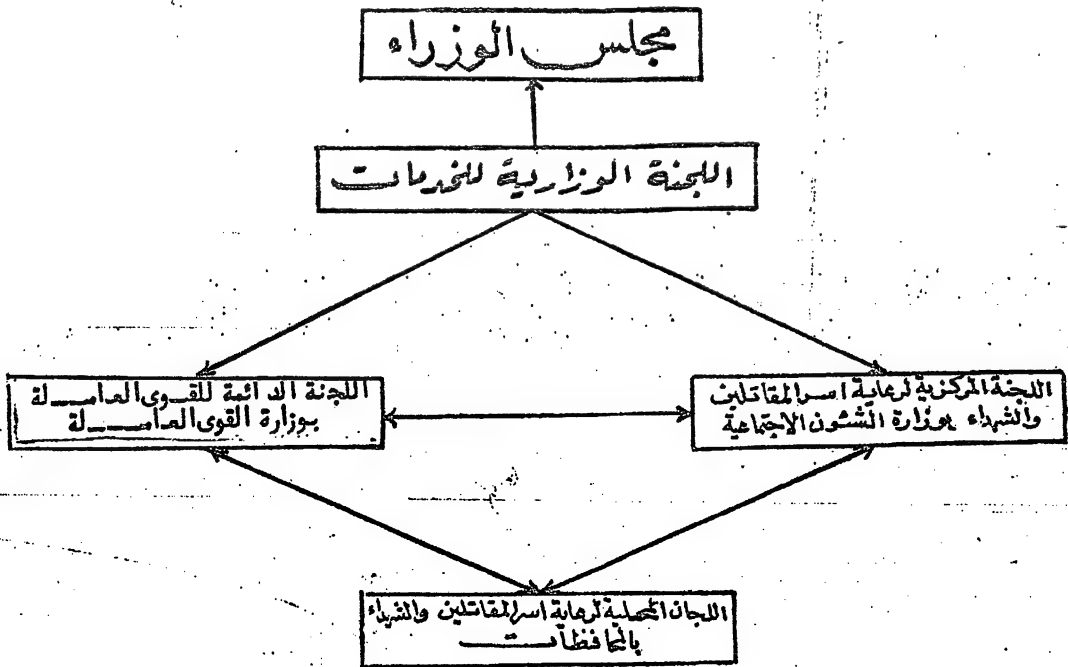 مجلس الوزراء
اللجنة الوزارية للخدمات
اللجنة المركزية لرعاية اسر المقاتلين
والشهداء بوزارة الشئون الاجتماعية
اللجنة الدائمة للقوى العاملة
بوزارة القوى العاملة
اللجان المحلية لرعاية اسر المقاتلين والشهداء
بالمحافظات